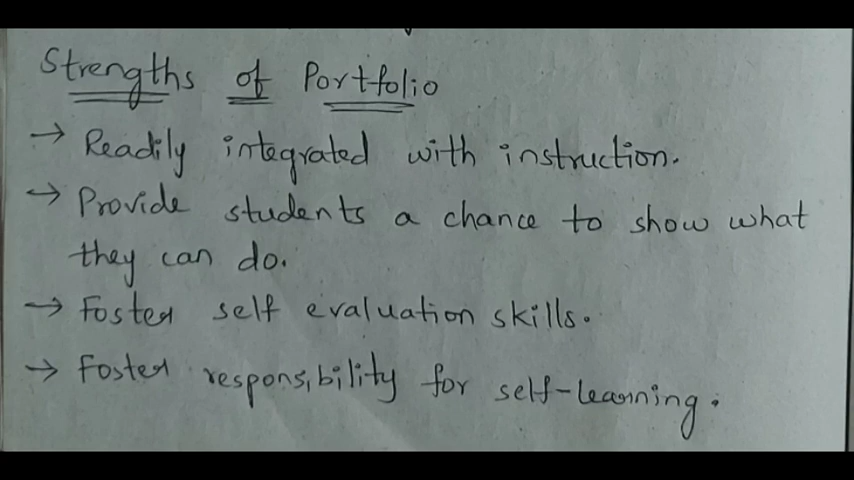 Strengths of Portfolio
→ Readily integrated with instruction.
→ Provide students a chance to show what
they can do.
→ Foster self evaluation skills.
→ Foster responsibility for self-learning.